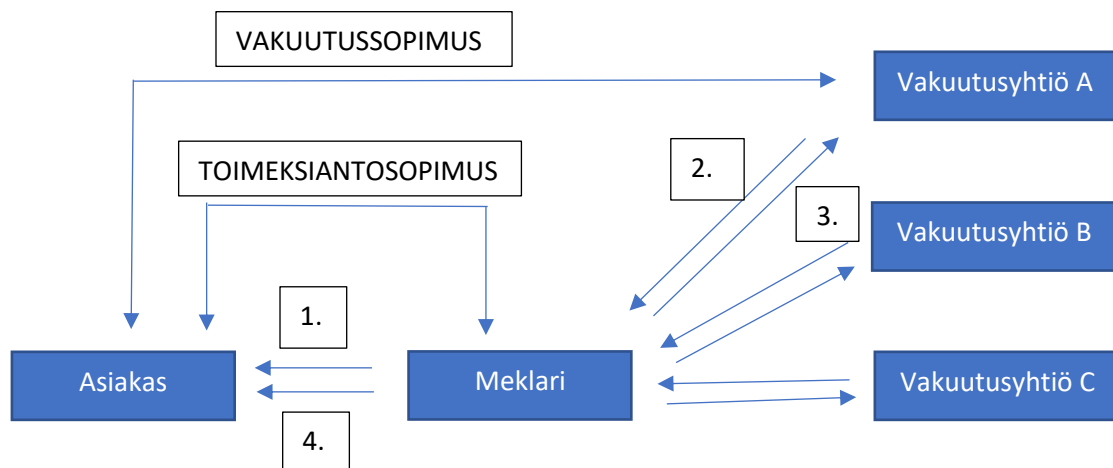 VAKUUTUSSOPIMUS
Vakuutusyhtiö A
TOIMEKSIANTOSOPIMUS
2.
3.
Vakuutusyhtiö B
1.
Asiakas
Meklari
Vakuutusyhtiö C
4.